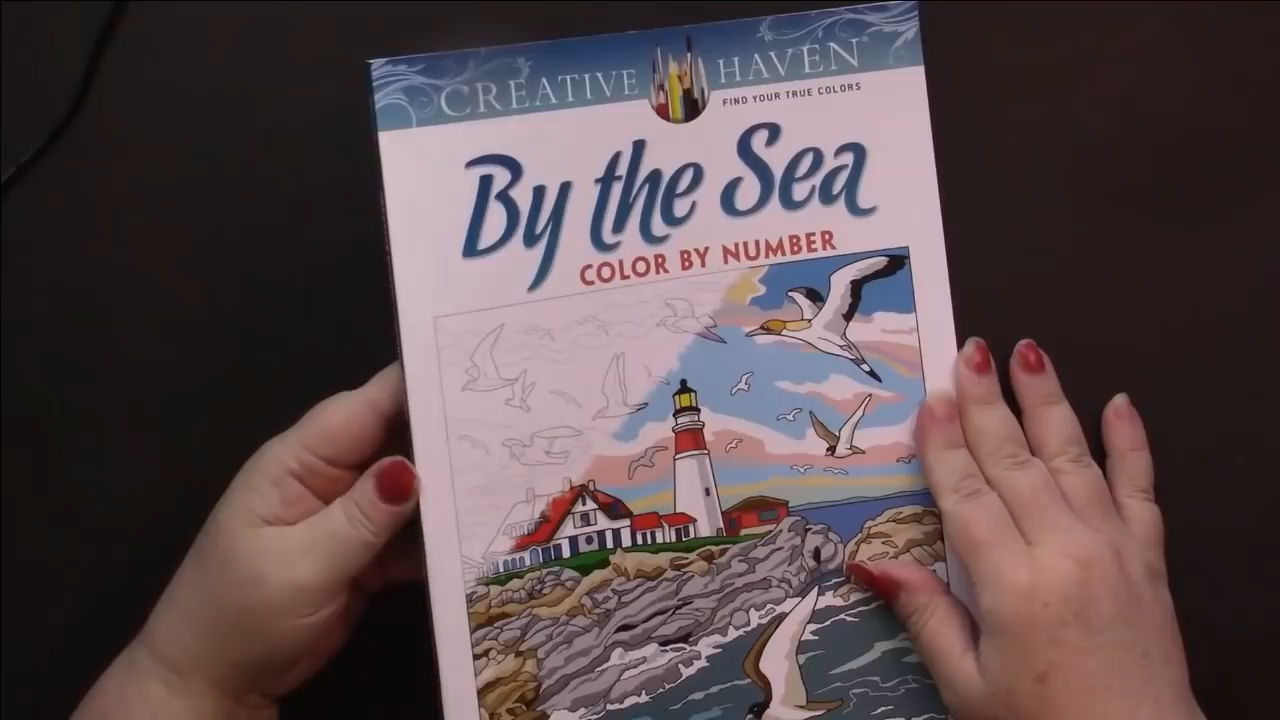 CREATIVE HAVEN®
FIND YOUR TRUE COLORS
By the Sea
COLOR BY NUMBER